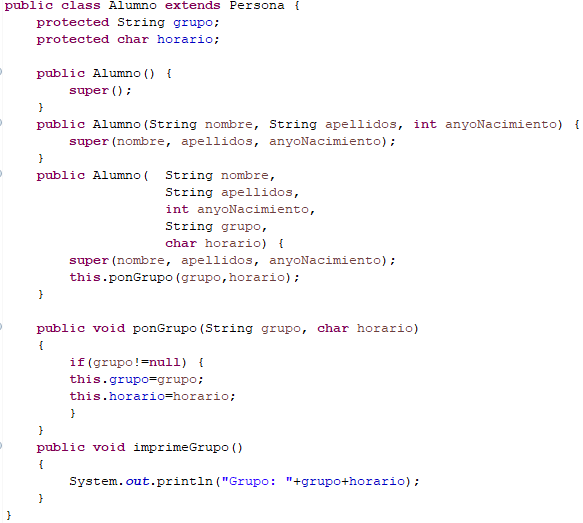 public class Alumno extends Persona {
    protected String grupo;
    protected char horario;

    public Alumno() {
        super();
    }
    public Alumno(String nombre, String apellidos, int anyoNacimiento) {
        super(nombre, apellidos, anyoNacimiento);
    }
    public Alumno(  String nombre,
                    String apellidos,
                    int anyoNacimiento,
                    String grupo,
                    char horario) {
        super(nombre, apellidos, anyoNacimiento);
        this.ponGrupo(grupo,horario);
    }

    public void ponGrupo(String grupo, char horario)
    {
        if(grupo!=null) {
        this.grupo=grupo;
        this.horario=horario;
        }
    }
    public void imprimeGrupo()
    {
        System.out.println("Grupo: "+grupo+horario);
    }
}